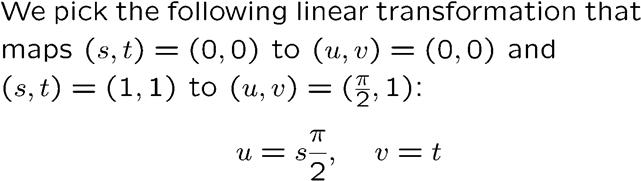 We pick the following linear transformation that
maps (s, t) = (0, 0) to (u, v) = (0, 0) and
(s, t) = (1, 1) to (u, v) = (π/2, 1):
u = s π/2, v = t